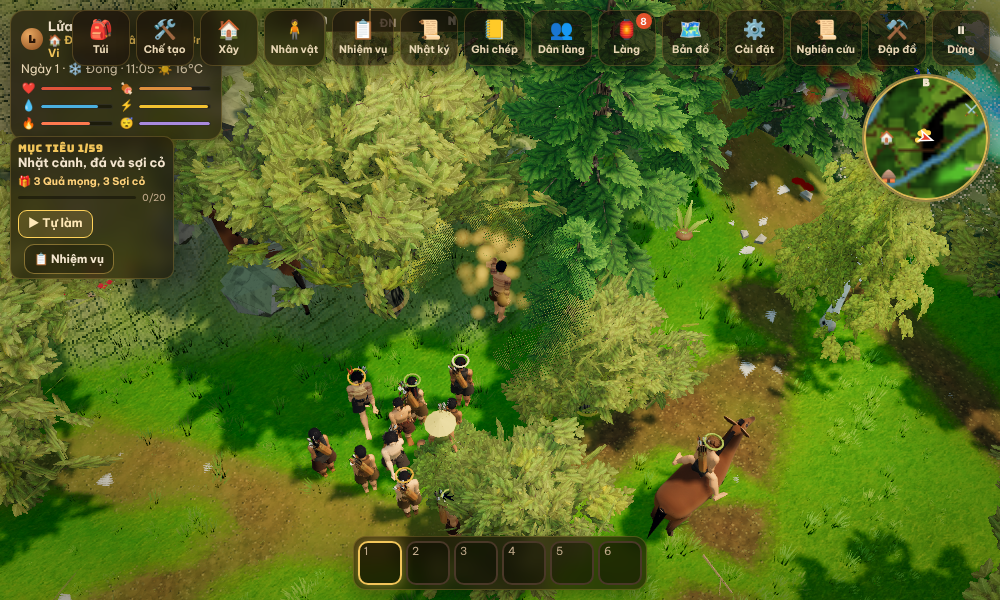 Lửa
Vi
Túi
Chế tạo
Xây
Nhân vật
Nhiệm vụ
Nhật ký
Ghi chép
Dân làng
8
Làng
Bản đồ
Cài đặt
Nghiên cứu
Đập đồ
Dừng
Ngày 1 · Đông · 11:05 16°C
MỤC TIÊU 1/59
Nhặt cành, đá và sợi cỏ
3 Quả mọng, 3 Sợi cỏ
0/20
Tự làm
Nhiệm vụ
B
1 2 3 4 5 6